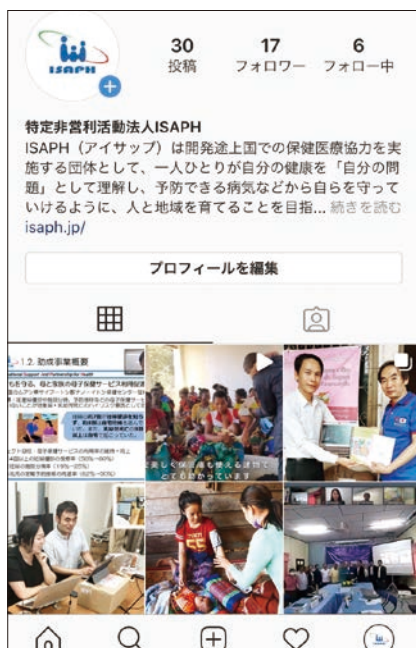 ISAPH
30
投稿
17
フォロワー
6
フォロー中
特定非営利活動法人ISAPH
ISAPH（アイサップ）は開発途上国での保健医療協力を実
施する団体として、一人ひとりが自分の健康を「自分の問
題」として理解し、予防できる病気などから自らを守って
いけるように、人と地域を育てることを目指... 続きを読む
isaph.jp/
プロフィールを編集
1.2. 助成事業概要
美しく保
使える建物で
とても助かっています
55
ISAPH